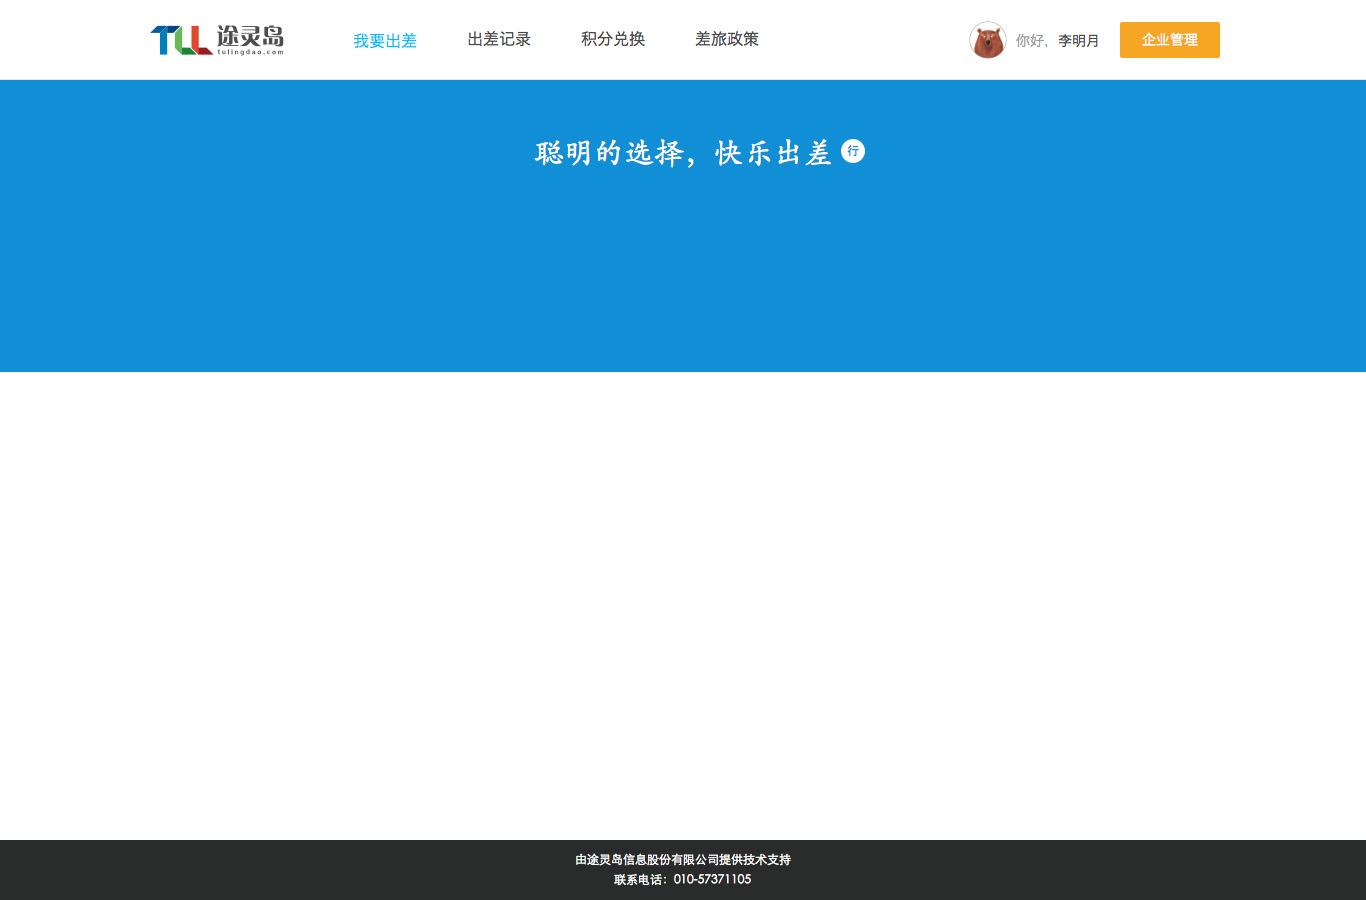 途灵岛
tulingdao.com
我要出差
出差记录
积分兑换
差旅政策
你好，李明月
企业管理
聪明的选择，快乐出差 行
由途灵岛信息股份有限公司提供技术支持
联系电话：010-57371105